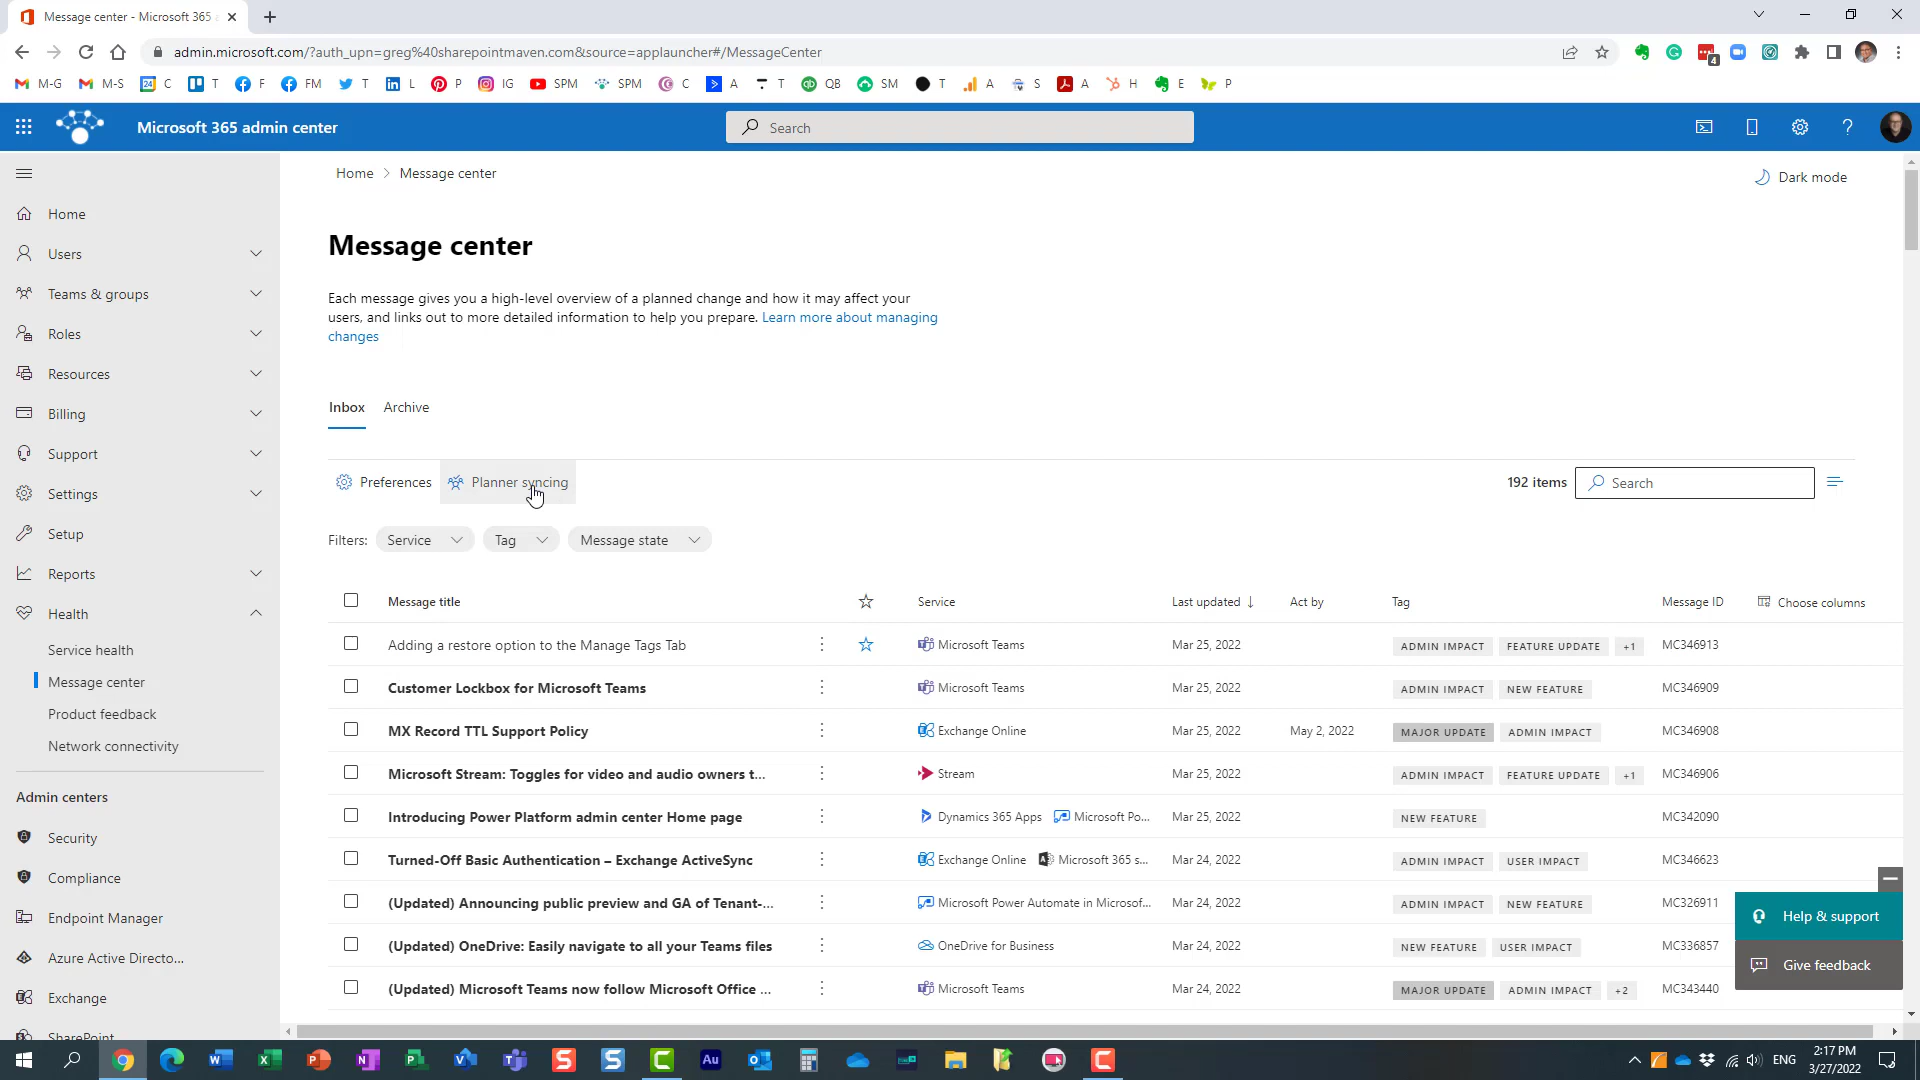 Message center - Microsoft 365
admin.microsoft.com/?auth_upn=greg%40sharepointmaven.com&source=applauncher#/MessageCenter
4
M-G M-S 24 C T F FM T L P IG SPM SPM C A T QB SM T A S A H E P
Microsoft 365 admin center
Search
Home
Users
Teams & groups
Roles
Resources
Billing
Support
Settings
Setup
Reports
Health
Service health
Message center
Product feedback
Network connectivity
Admin centers
Security
Compliance
Endpoint Manager
Azure Active Directo...
Exchange
SharePoint
Home > Message center
Dark mode
Message center
Each message gives you a high-level overview of a planned change and how it may affect your
users, and links out to more detailed information to help you prepare. Learn more about managing
changes
Inbox Archive
Preferences Planner syncing 192 items Search
Filters: Service Tag Message state
Message title Service Last updated ↓ Act by Tag Message ID Choose columns
Adding a restore option to the Manage Tags Tab Microsoft Teams Mar 25, 2022 ADMIN IMPACT FEATURE UPDATE +1 MC346913
Customer Lockbox for Microsoft Teams Microsoft Teams Mar 25, 2022 ADMIN IMPACT NEW FEATURE MC346909
MX Record TTL Support Policy Exchange Online Mar 25, 2022 May 2, 2022 MAJOR UPDATE ADMIN IMPACT MC346908
Microsoft Stream: Toggles for video and audio owners t... Stream Mar 25, 2022 ADMIN IMPACT FEATURE UPDATE +1 MC346906
Introducing Power Platform admin center Home page Dynamics 365 Apps Microsoft Po... Mar 25, 2022 NEW FEATURE MC342090
Turned-Off Basic Authentication – Exchange ActiveSync Exchange Online Microsoft 365 s... Mar 24, 2022 ADMIN IMPACT USER IMPACT MC346623
(Updated) Announcing public preview and GA of Tenant-... Microsoft Power Automate in Microsof... Mar 24, 2022 ADMIN IMPACT NEW FEATURE MC326911
(Updated) OneDrive: Easily navigate to all your Teams files OneDrive for Business Mar 24, 2022 NEW FEATURE USER IMPACT MC336857
(Updated) Microsoft Teams now follow Microsoft Office ... Microsoft Teams Mar 24, 2022 MAJOR UPDATE ADMIN IMPACT +2 MC343440
Help & support
Give feedback
ENG
2:17 PM
3/27/2022